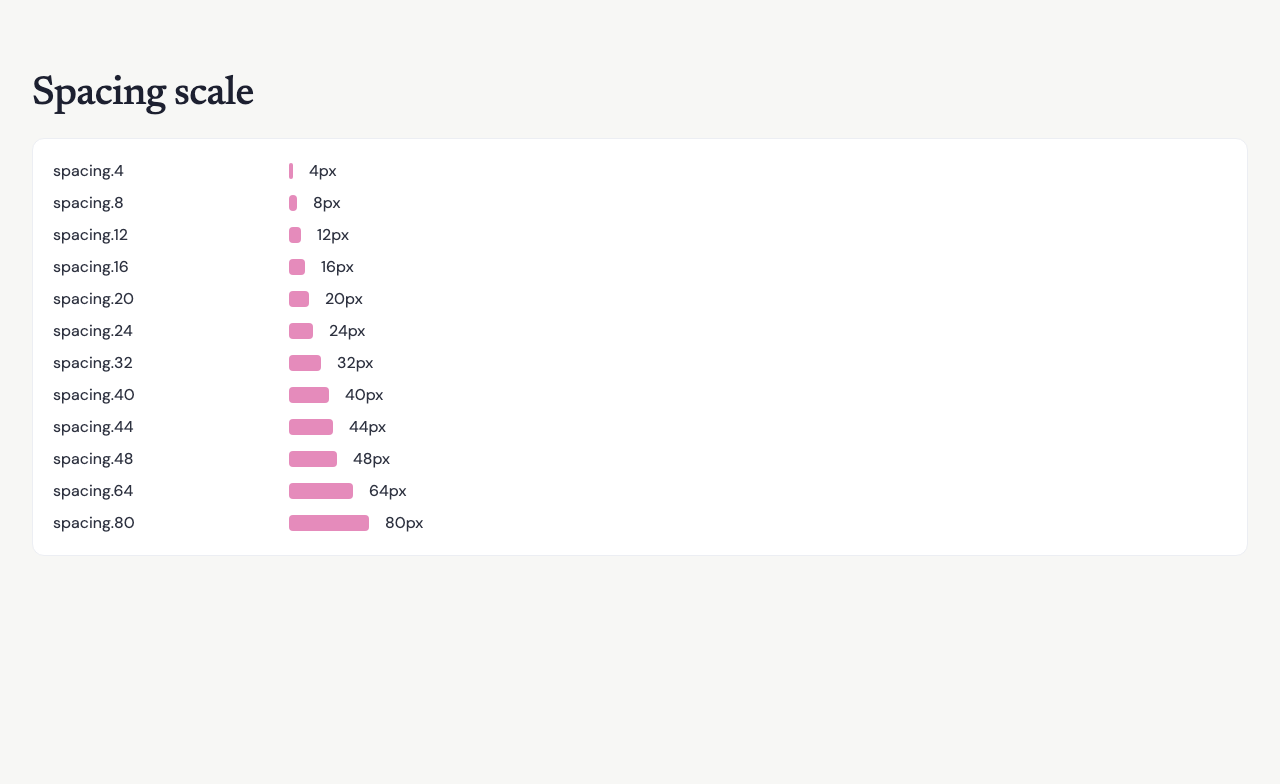 Spacing scale
spacing.4 4px
spacing.8 8px
spacing.12 12px
spacing.16 16px
spacing.20 20px
spacing.24 24px
spacing.32 32px
spacing.40 40px
spacing.44 44px
spacing.48 48px
spacing.64 64px
spacing.80 80px